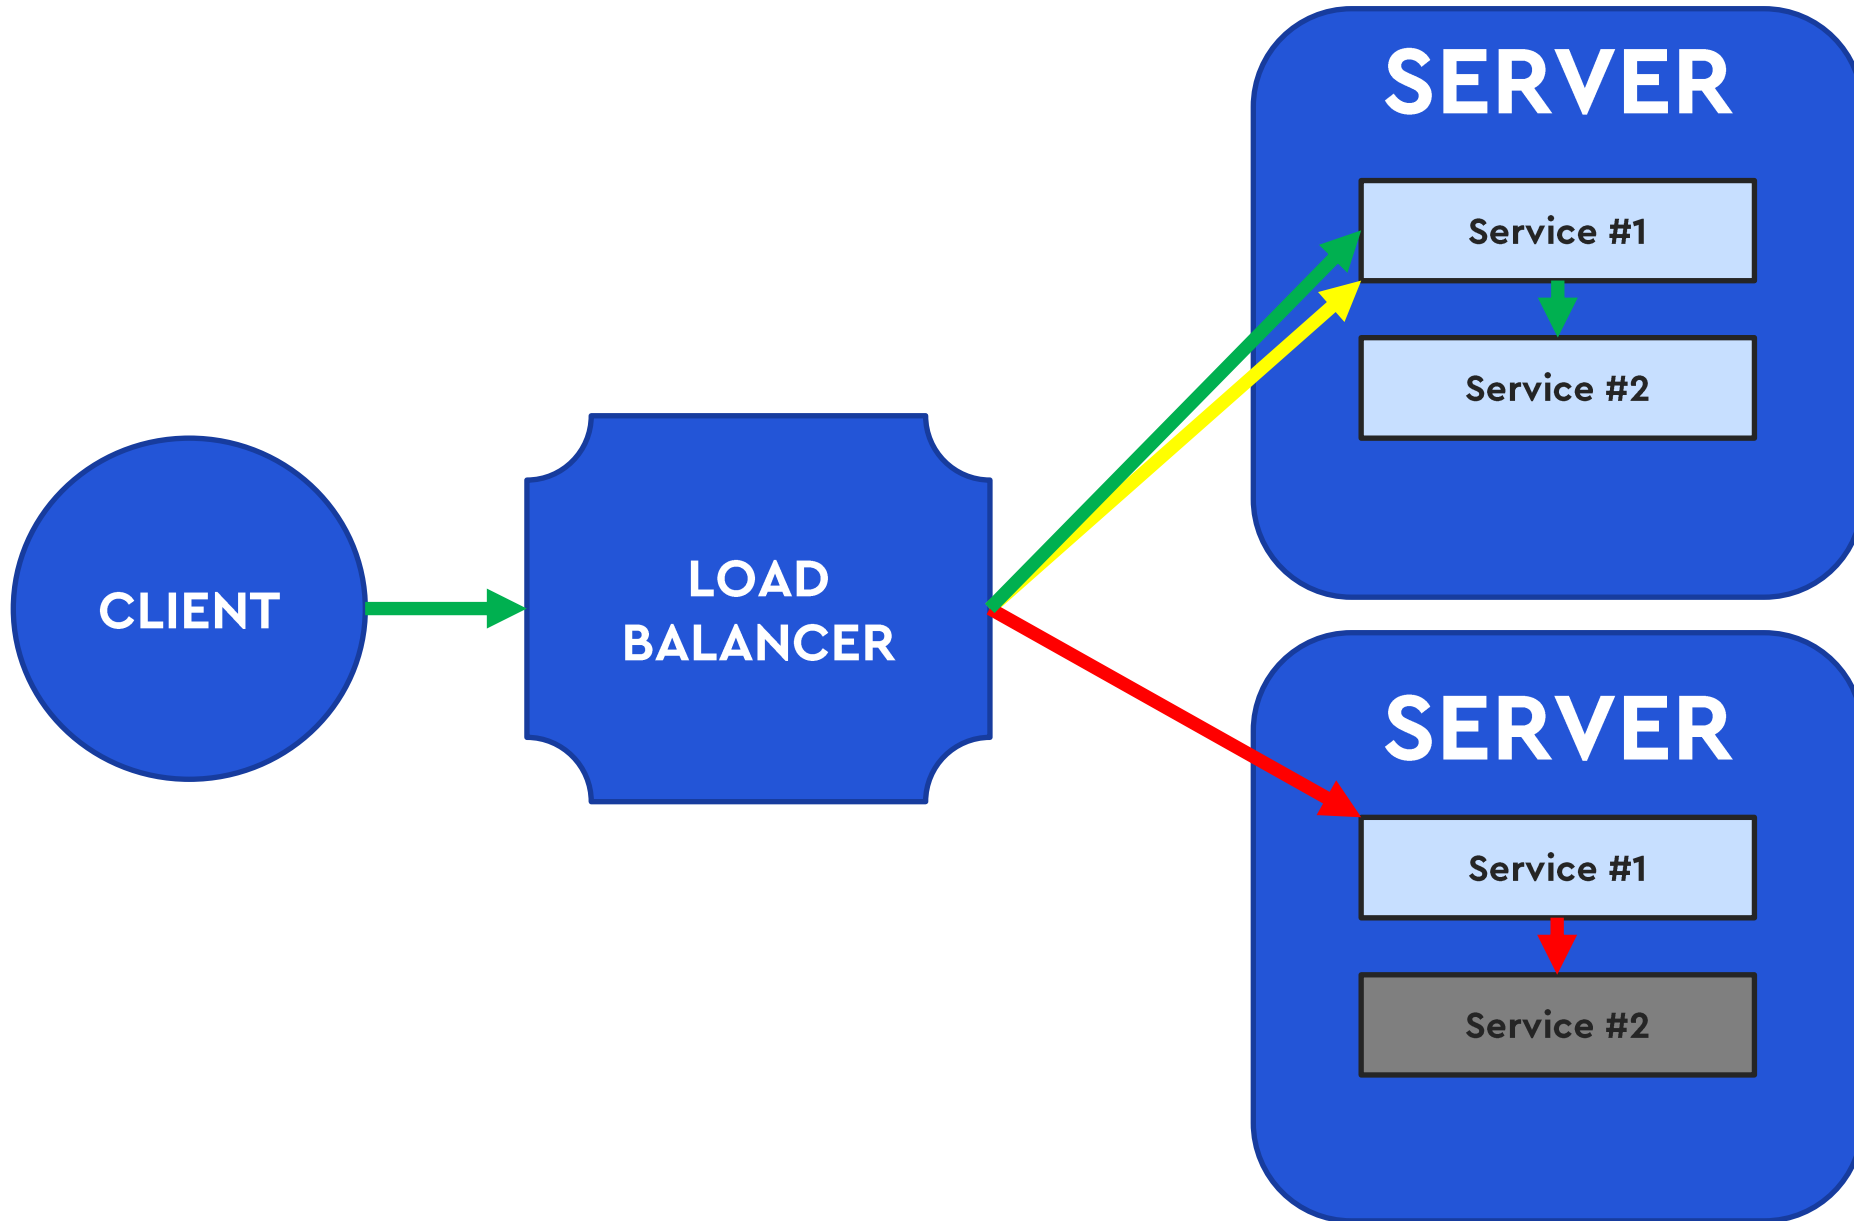 CLIENT
LOAD
BALANCER
SERVER
Service #1
Service #2
SERVER
Service #1
Service #2